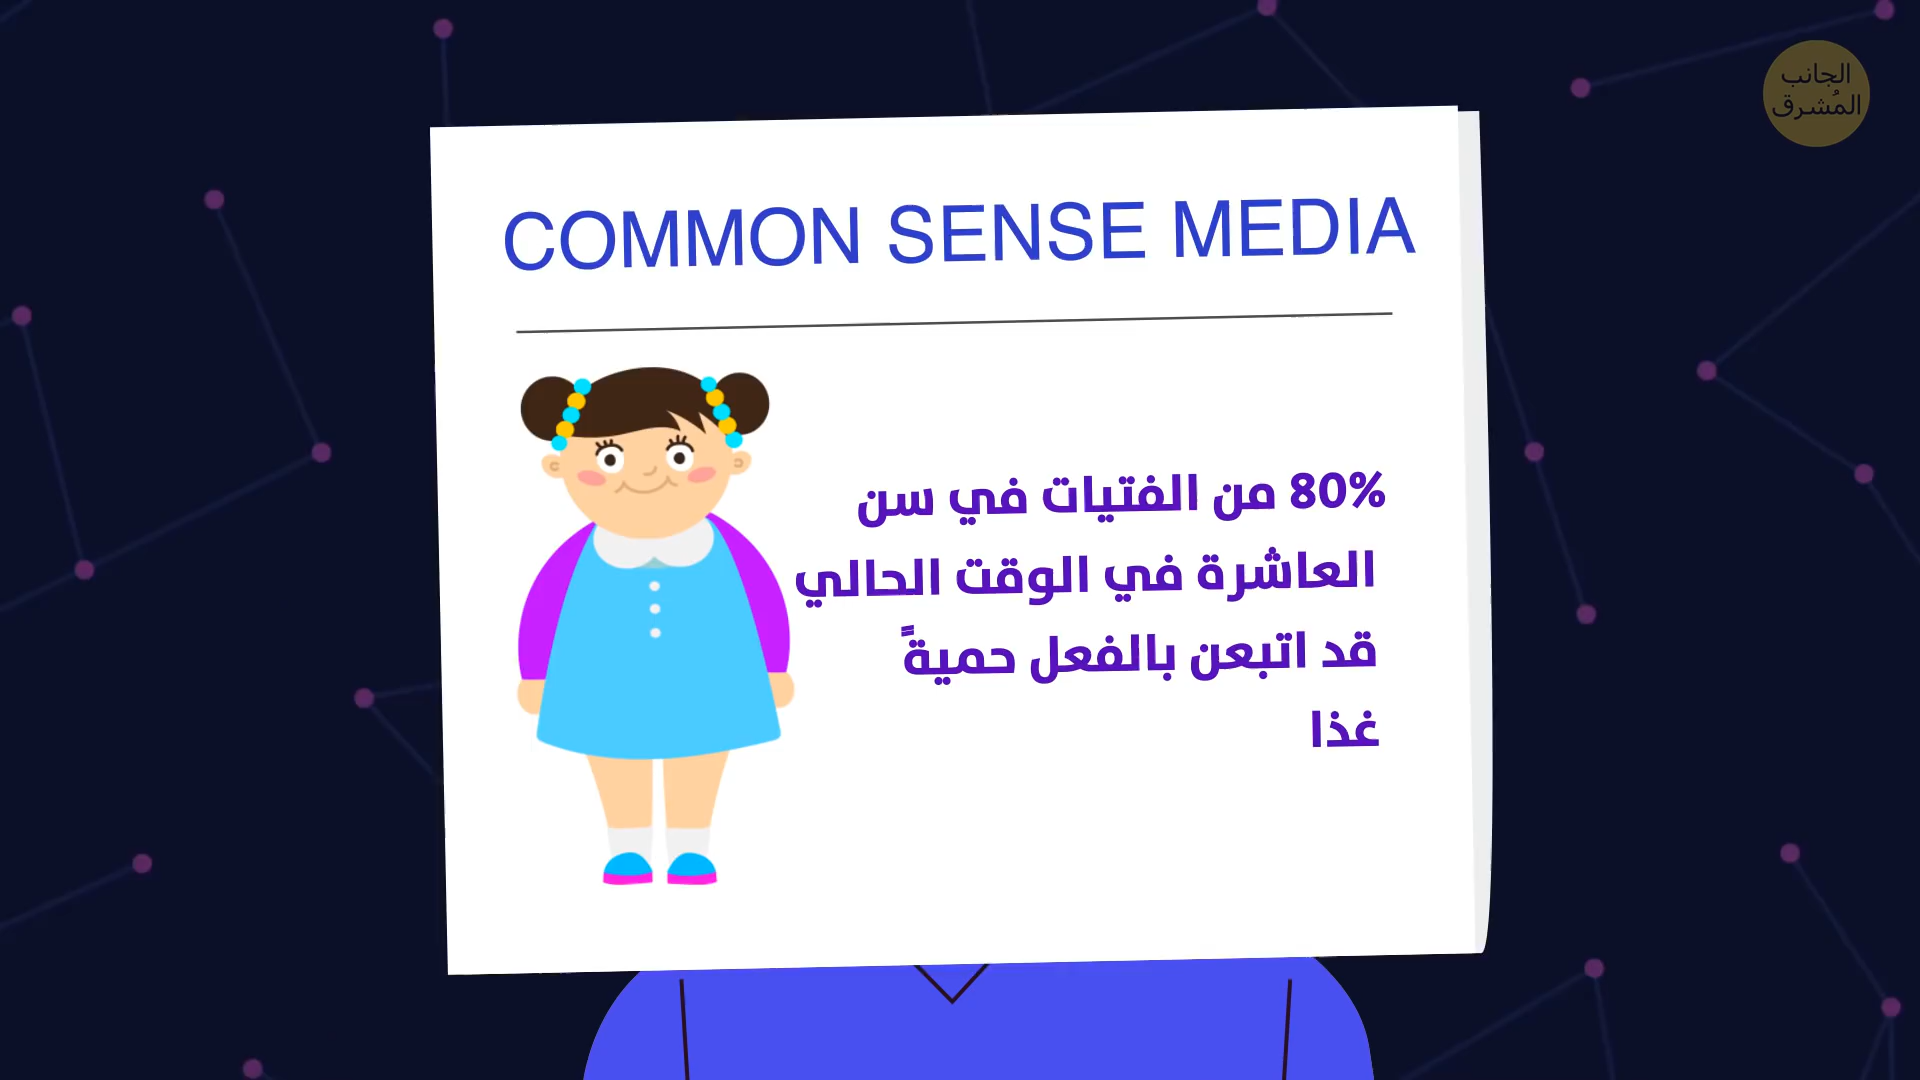 الجانب
المُشرق
COMMON SENSE MEDIA
80% من الفتيات في سن
العاشرة في الوقت الحالي
قد اتبعن بالفعل حميةً
غذا